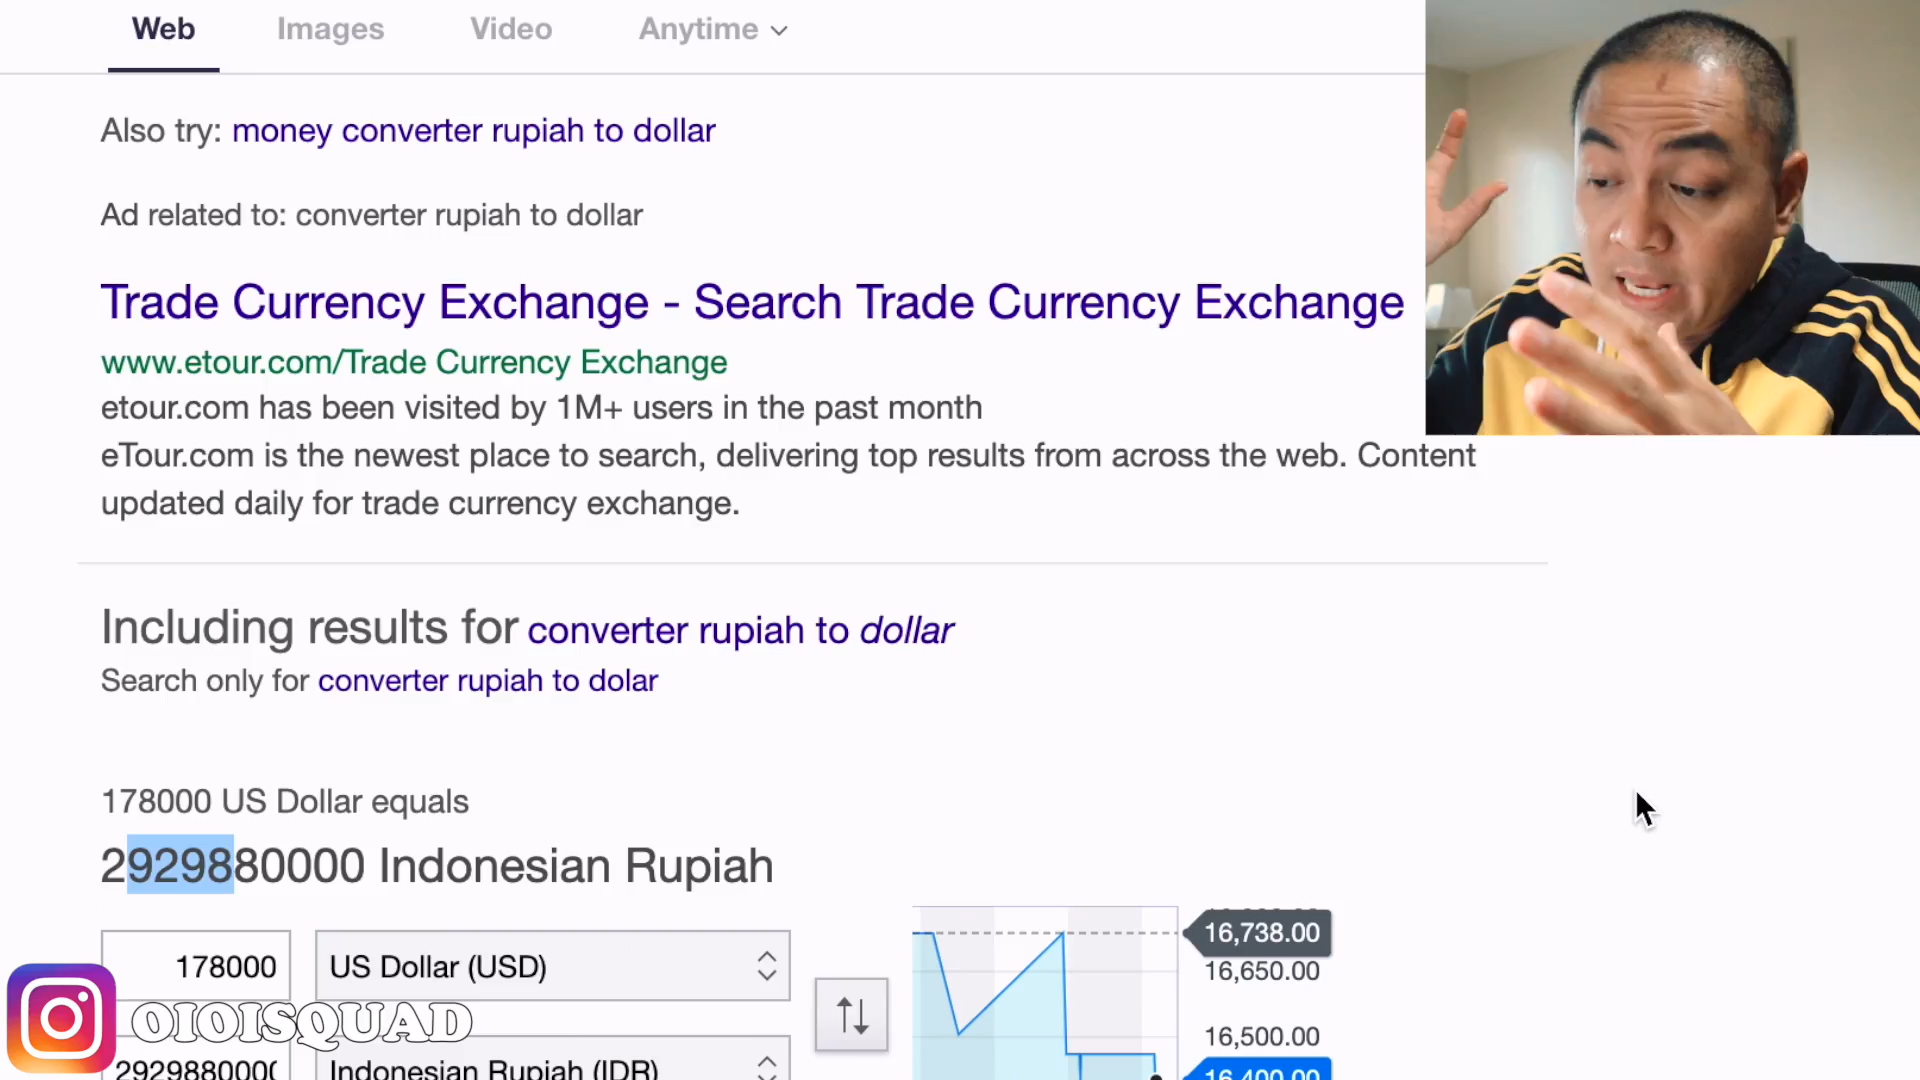 Web Images Video Anytime
Also try: money converter rupiah to dollar
Ad related to: converter rupiah to dollar
Trade Currency Exchange - Search Trade Currency Exchange
www.etour.com/Trade Currency Exchange
etour.com has been visited by 1M+ users in the past month
eTour.com is the newest place to search, delivering top results from across the web. Content
updated daily for trade currency exchange.
Including results for converter rupiah to dollar
Search only for converter rupiah to dolar
178000 US Dollar equals
2929880000 Indonesian Rupiah
178000 US Dollar (USD)
16,738.00
16,650.00
16,500.00
16,400.00
OIOISQUAD
Indonesian Rupiah (IDR)